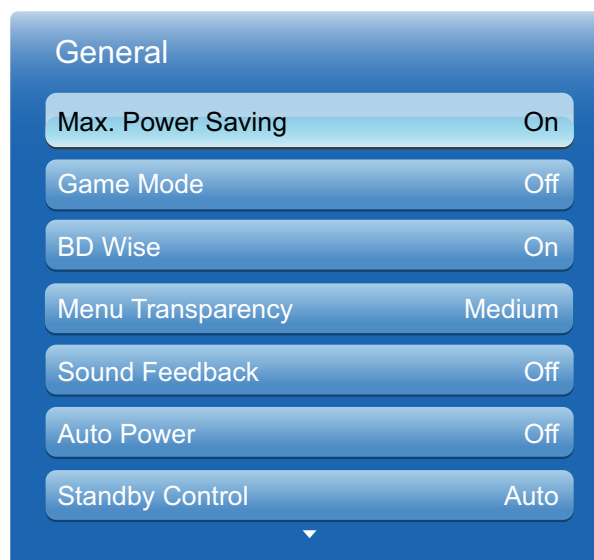 General
Max. Power Saving On
Game Mode Off
BD Wise On
Menu Transparency Medium
Sound Feedback Off
Auto Power Off
Standby Control Auto